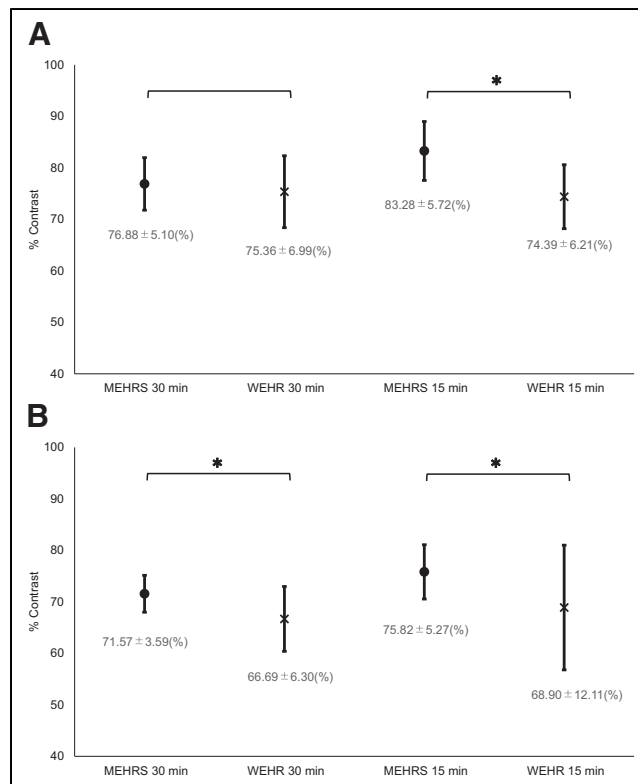 A
100
90
80
70
60
50
40
% Contrast
*
76.88 ± 5.10(%)
75.36 ± 6.99(%)
83.28 ± 5.72(%)
74.39 ± 6.21(%)
MEHRS 30 min WEHR 30 min MEHRS 15 min WEHR 15 min
B
100
90
80
70
60
50
40
% Contrast
* *
71.57 ± 3.59(%)
66.69 ± 6.30(%)
75.82 ± 5.27(%)
68.90 ± 12.11(%)
MEHRS 30 min WEHR 30 min MEHRS 15 min WEHR 15 min